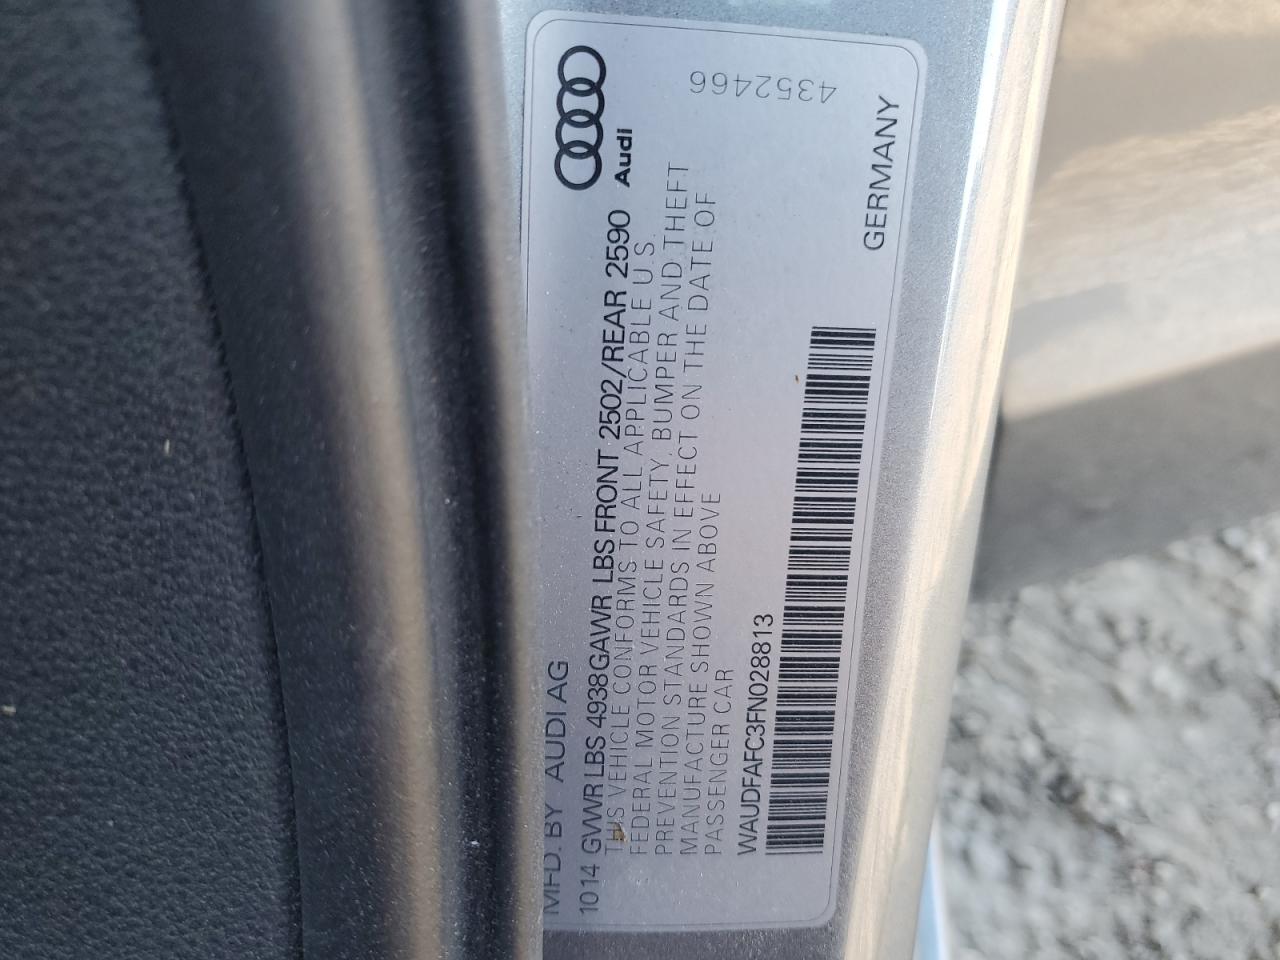 MFD. BY AUDI AG
1014 GVWR LBS 4938 GAWR LBS FRONT 2502/REAR 2590
THIS VEHICLE CONFORMS TO ALL APPLICABLE U.S.
FEDERAL MOTOR VEHICLE SAFETY, BUMPER AND THEFT
PREVENTION STANDARDS IN EFFECT ON THE DATE OF
MANUFACTURE SHOWN ABOVE
PASSENGER CAR
WAUDFAFC3FN028813
Audi
4352466
GERMANY